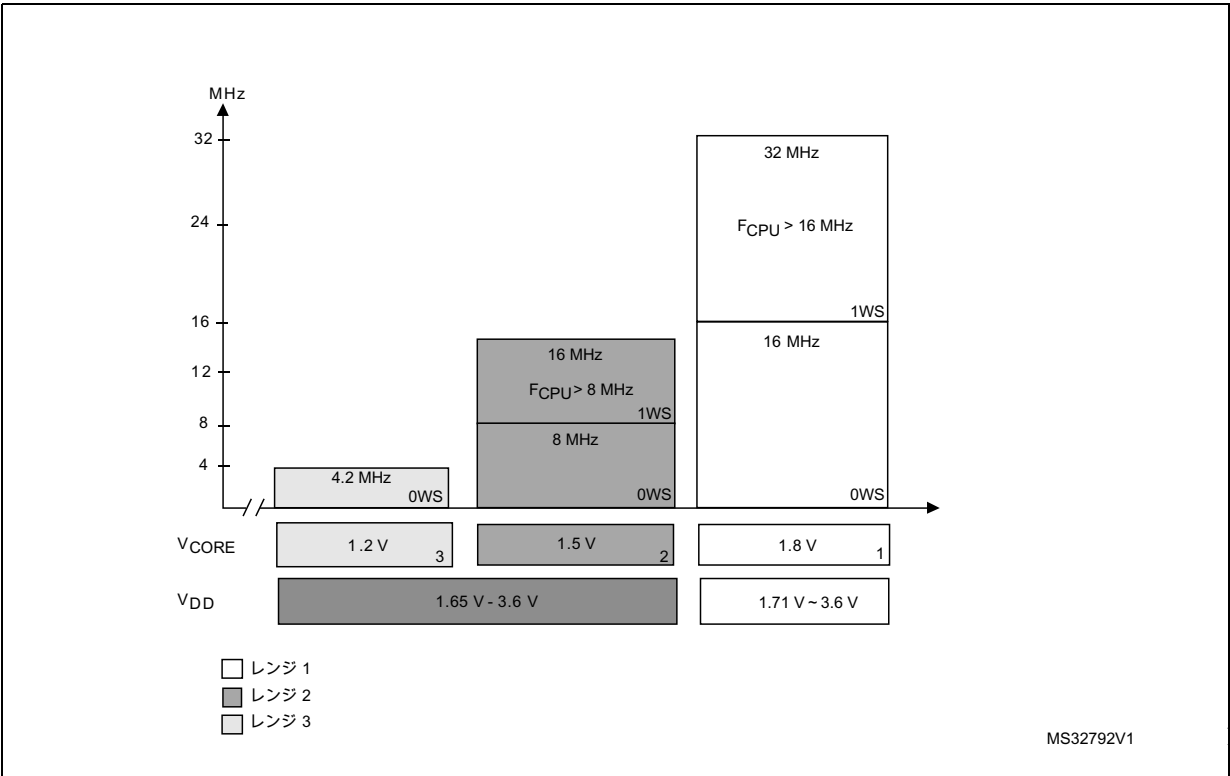 MHz
32
24
16
12
8
4
32 MHz
FCPU > 16 MHz
1WS
16 MHz
0WS
16 MHz
FCPU > 8 MHz
1WS
8 MHz
0WS
4.2 MHz
0WS
VCORE
1.2 V
3
1.5 V
2
1.8 V
1
VDD
1.65 V - 3.6 V
1.71 V ~ 3.6 V
レンジ 1
レンジ 2
レンジ 3
MS32792V1